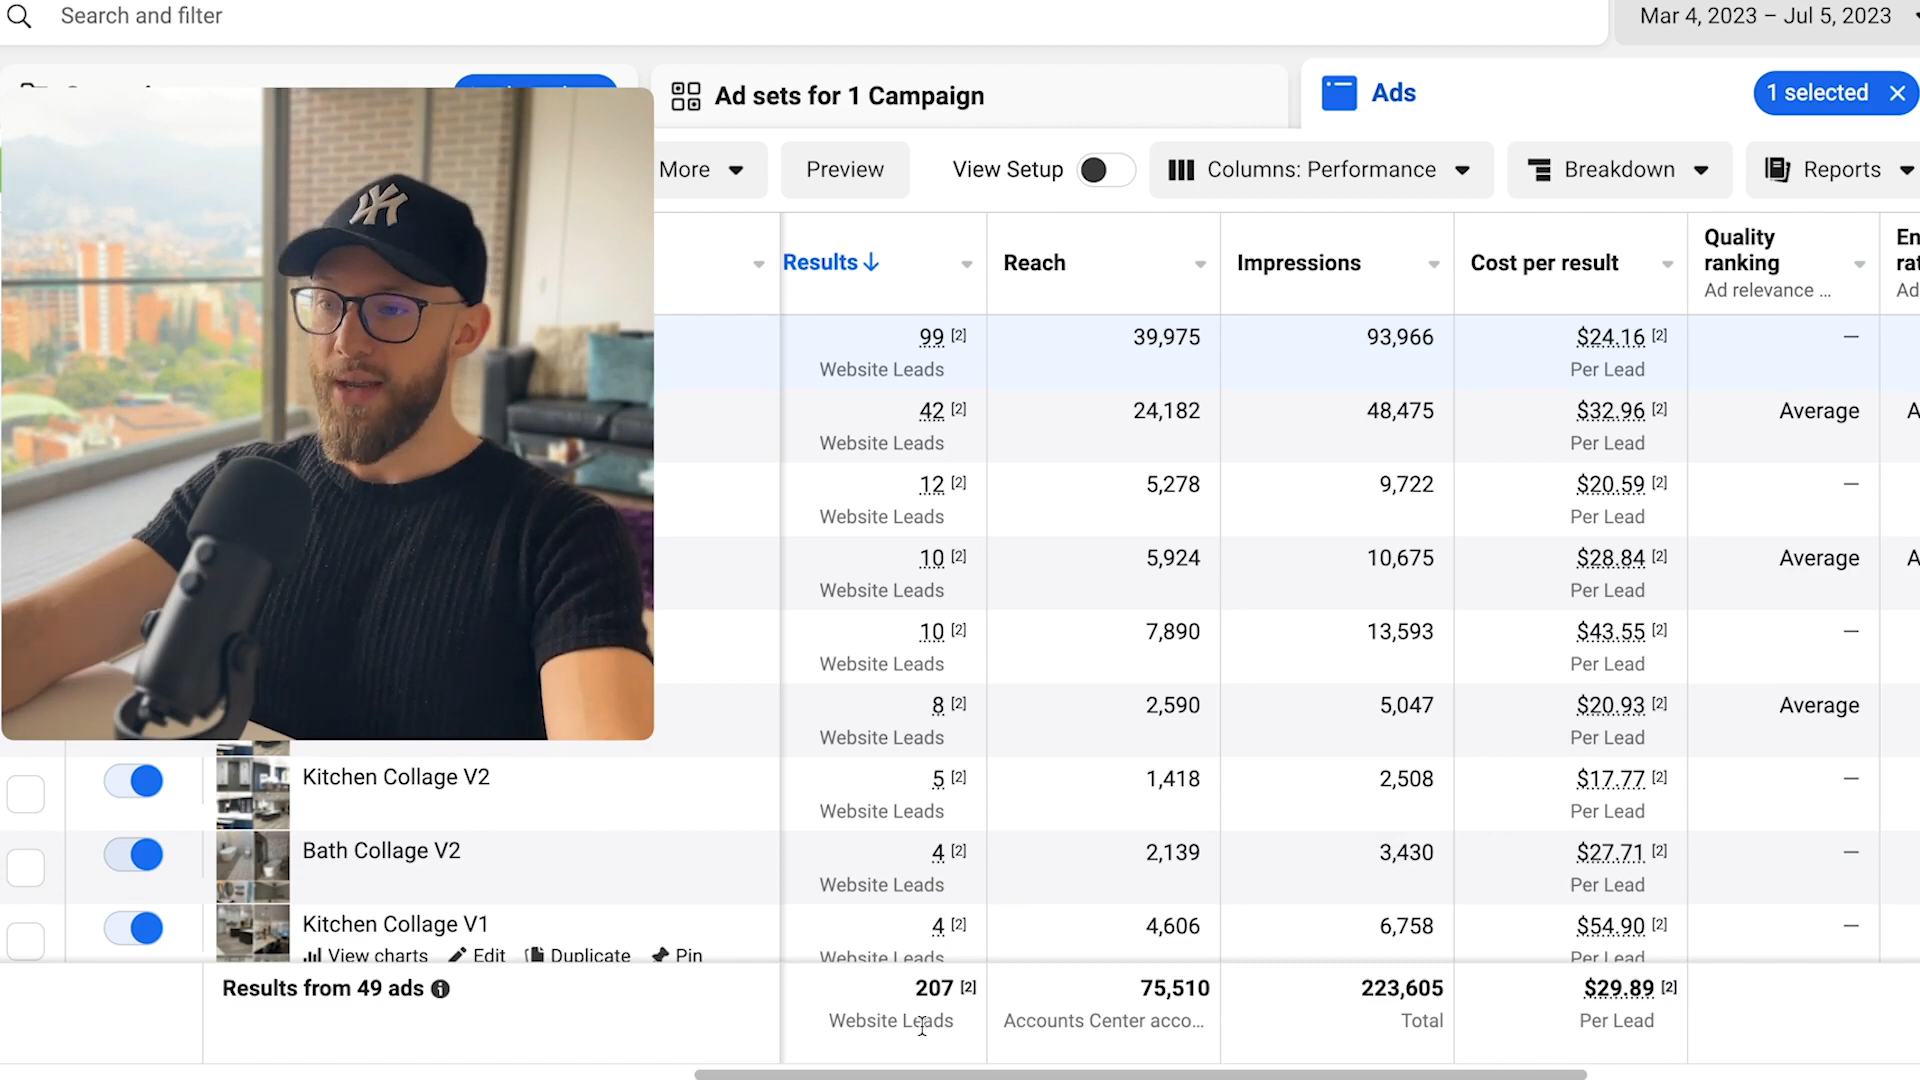 Search and filter
Mar 4, 2023 – Jul 5, 2023
Ad sets for 1 Campaign
Ads
1 selected
More
Preview
View Setup
Columns: Performance
Breakdown
Reports
Results
Reach
Impressions
Cost per result
Quality ranking
Ad relevance ...
99 [2]
39,975
93,966
$24.16 [2]
—
Website Leads
Per Lead
42 [2]
24,182
48,475
$32.96 [2]
Average
Website Leads
Per Lead
12 [2]
5,278
9,722
$20.59 [2]
—
Website Leads
Per Lead
10 [2]
5,924
10,675
$28.84 [2]
Average
Website Leads
Per Lead
10 [2]
7,890
13,593
$43.55 [2]
—
Website Leads
Per Lead
8 [2]
2,590
5,047
$20.93 [2]
Average
Website Leads
Per Lead
Kitchen Collage V2
5 [2]
1,418
2,508
$17.77 [2]
—
Website Leads
Per Lead
Bath Collage V2
4 [2]
2,139
3,430
$27.71 [2]
—
Website Leads
Per Lead
Kitchen Collage V1
4 [2]
4,606
6,758
$54.90 [2]
—
View charts
Edit
Duplicate
Pin
Website Leads
Per Lead
Results from 49 ads
207 [2]
75,510
223,605
$29.89 [2]
Website Leads
Accounts Center acco...
Total
Per Lead